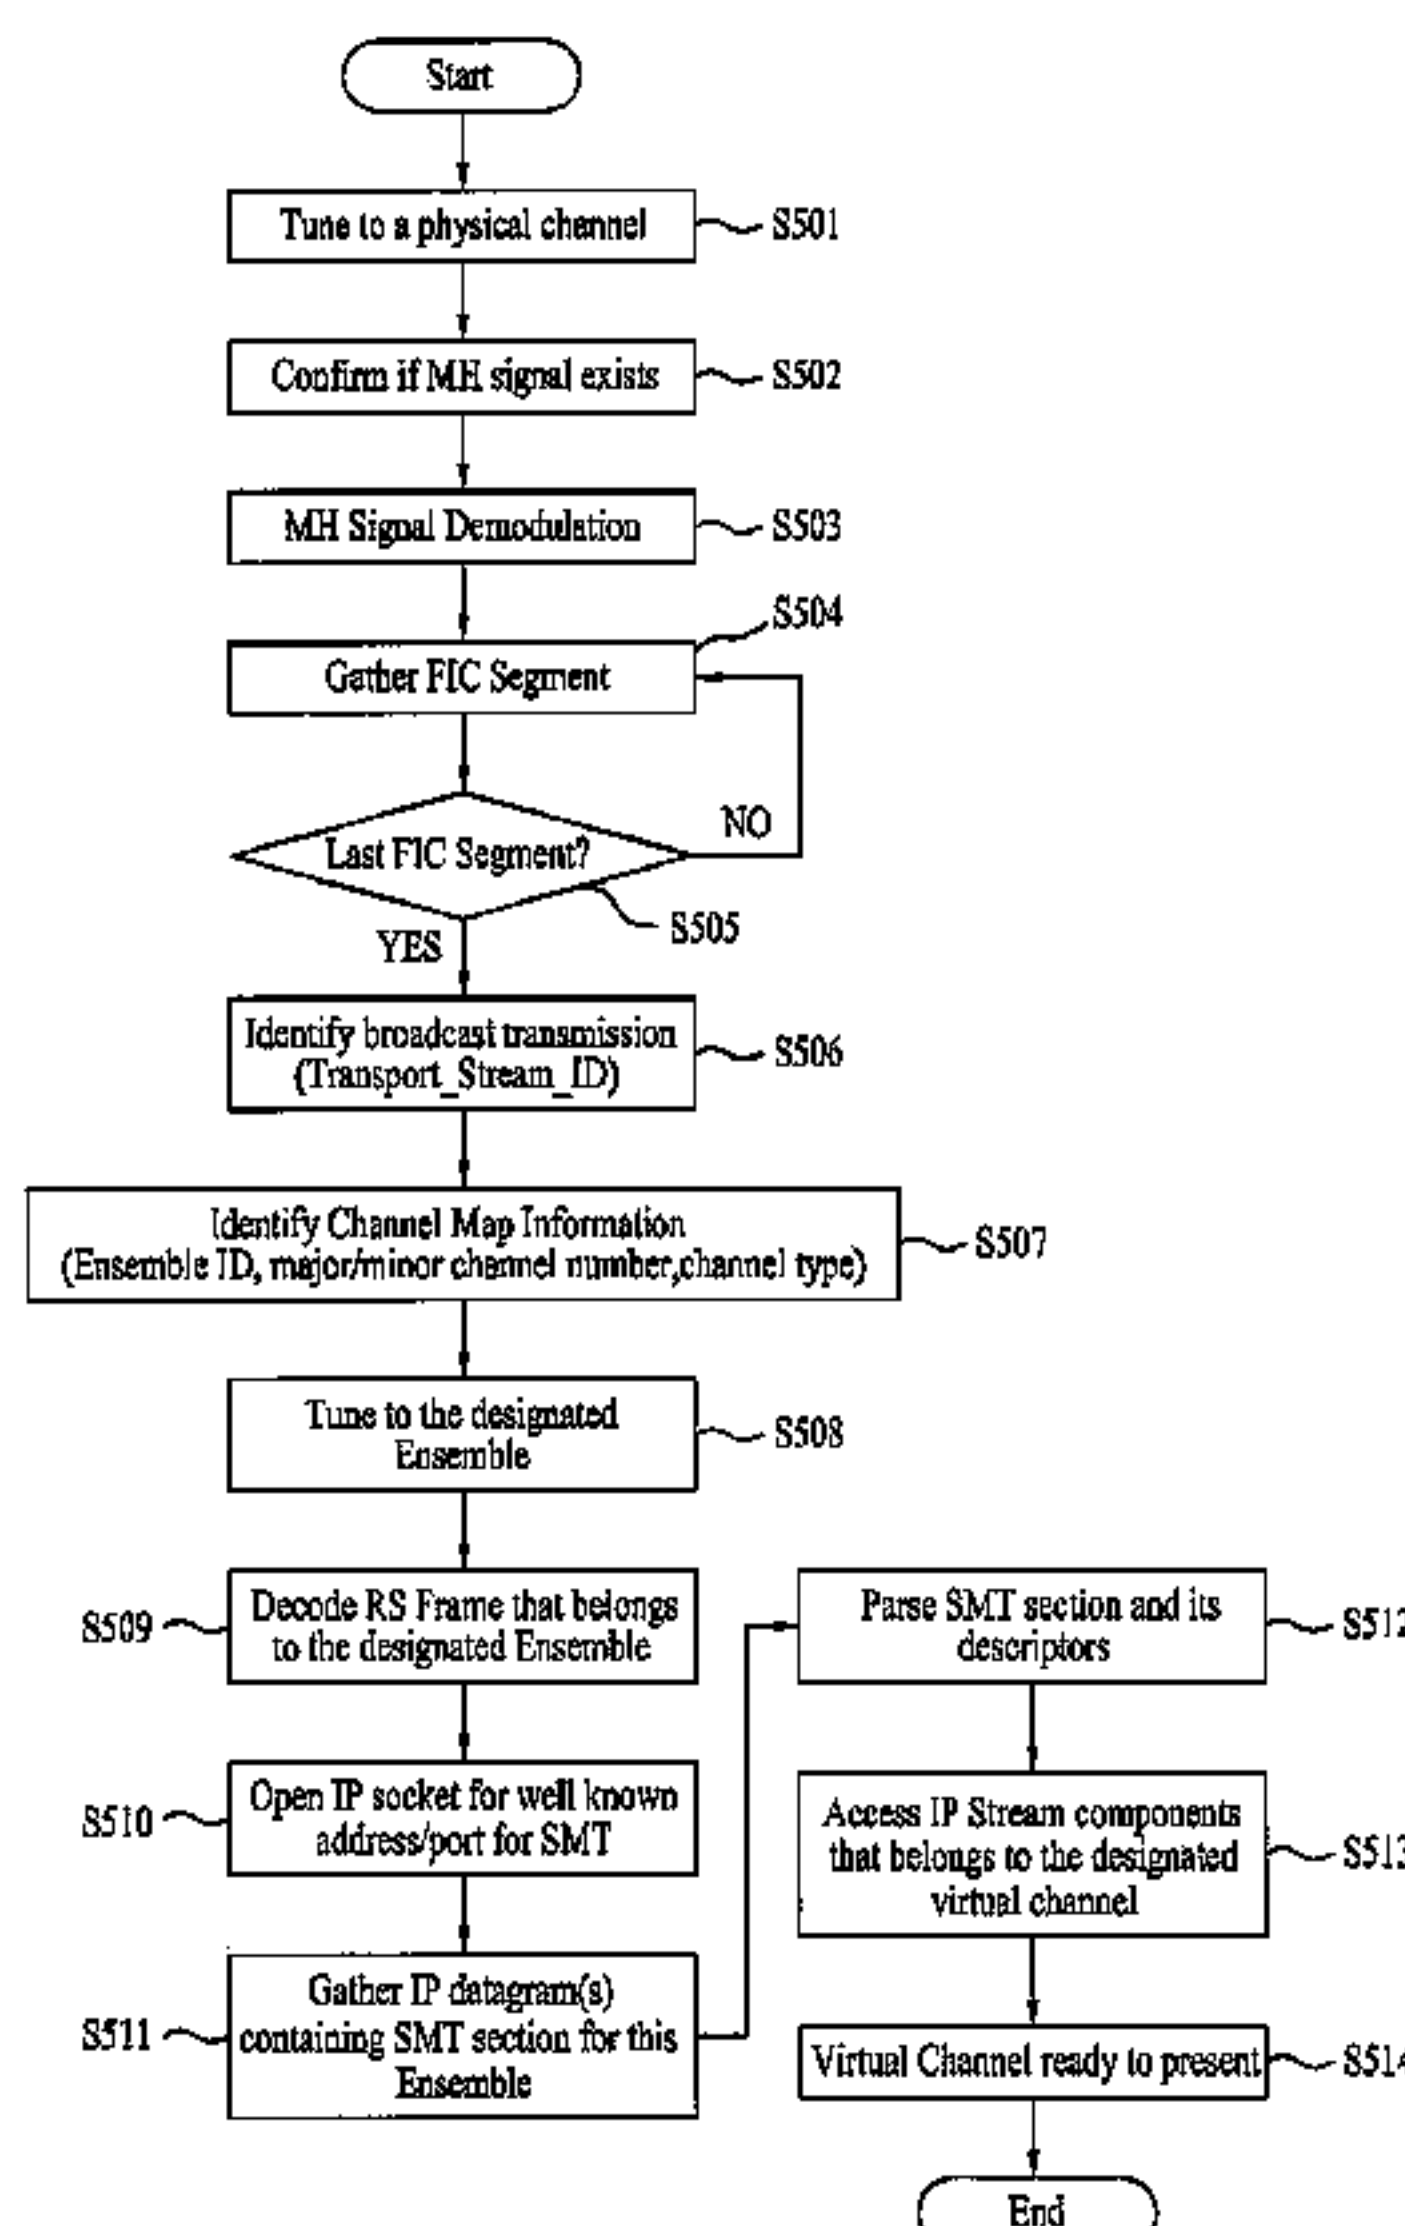 Start
Tune to a physical channel
S501
Confirm if MH signal exists
S502
MH Signal Demodulation
S503
S504
Gather FIC Segment
NO
Last FIC Segment?
S505
YES
Identify broadcast transmission
(Transport_Stream_ID)
S506
Identify Channel Map Information
(Ensemble ID, major/minor channel number,channel type)
S507
Tune to the designated
Ensemble
S508
S509
Decode RS Frame that belongs
to the designated Ensemble
S510
Open IP socket for well known
address/port for SMT
S511
Gather IP datagram(s)
containing SMT section for this
Ensemble
Parse SMT section and its
descriptors
S512
Access IP Stream components
that belongs to the designated
virtual channel
S513
Virtual Channel ready to present
S514
End